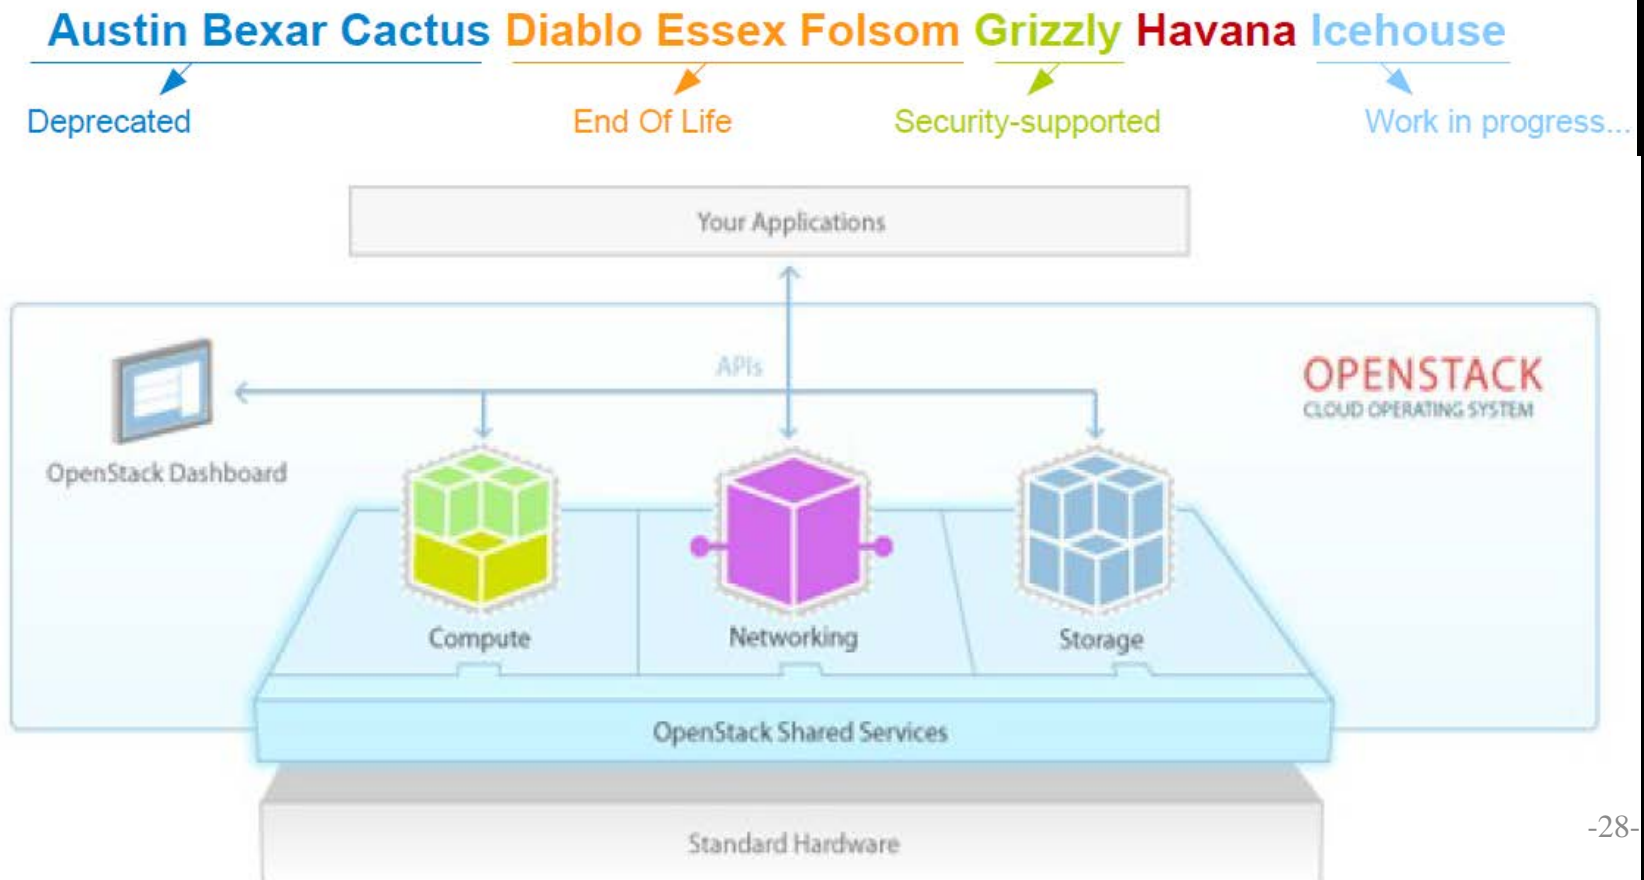 Austin Bexar Cactus Diablo Essex Folsom Grizzly Havana Icehouse
Deprecated End Of Life Security-supported Work in progress...
Your Applications
APIs
OPENSTACK
CLOUD OPERATING SYSTEM
OpenStack Dashboard
Compute Networking Storage
OpenStack Shared Services
-28-
Standard Hardware